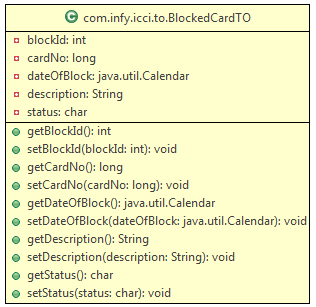 com.infy.icci.to.BlockedCardTO
blockId: int
cardNo: long
dateOfBlock: java.util.Calendar
description: String
status: char
getBlockId(): int
setBlockId(blockId: int): void
getCardNo(): long
setCardNo(cardNo: long): void
getDateOfBlock(): java.util.Calendar
setDateOfBlock(dateOfBlock: java.util.Calendar): void
getDescription(): String
setDescription(description: String): void
getStatus(): char
setStatus(status: char): void